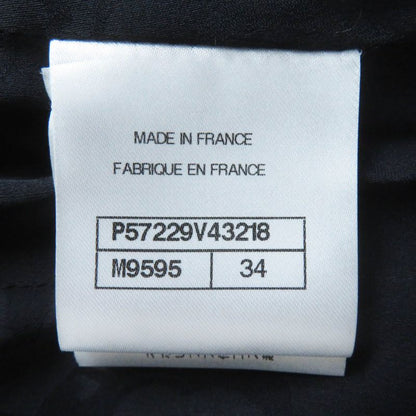 MADE IN FRANCE
FABRIQUE EN FRANCE
P57229V43218
M9595 34